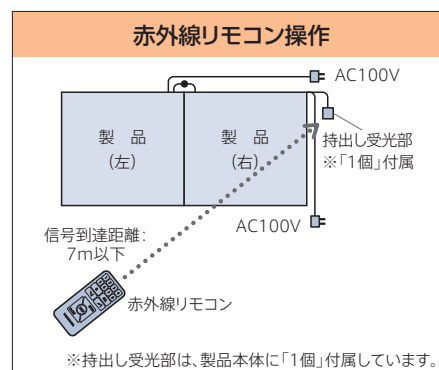 赤外線リモコン操作
AC100V
製 品
(左)
製 品
(右)
持出し受光部
※「1個」付属
AC100V
信号到達距離:
7m以下
赤外線リモコン
※持出し受光部は、製品本体に「1個」付属しています。